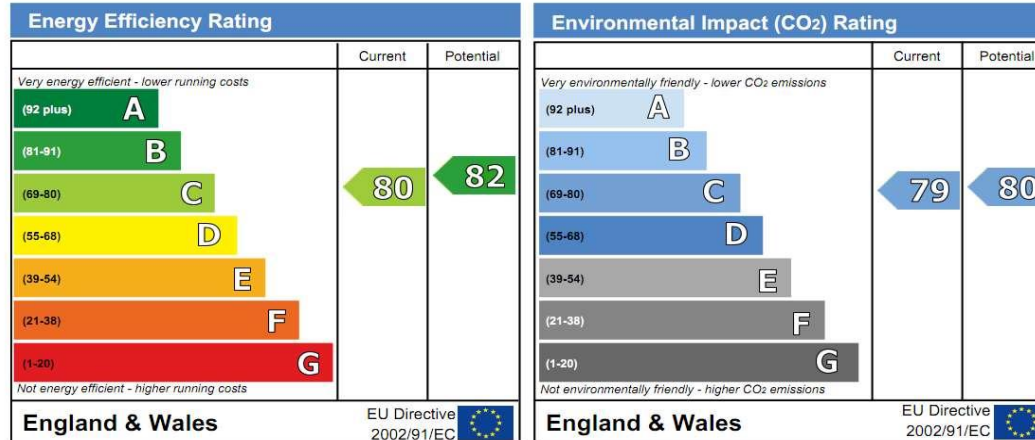 Energy Efficiency Rating
Current Potential
Very energy efficient - lower running costs
(92 plus) A
(81-91) B
(69-80) C
(55-68) D
(39-54) E
(21-38) F
(1-20) G
80
82
Not energy efficient - higher running costs
England & Wales
EU Directive
2002/91/EC
Environmental Impact (CO₂) Rating
Current Potential
Very environmentally friendly - lower CO₂ emissions
(92 plus) A
(81-91) B
(69-80) C
(55-68) D
(39-54) E
(21-38) F
(1-20) G
79
80
Not environmentally friendly - higher CO₂ emissions
England & Wales
EU Directive
2002/91/EC